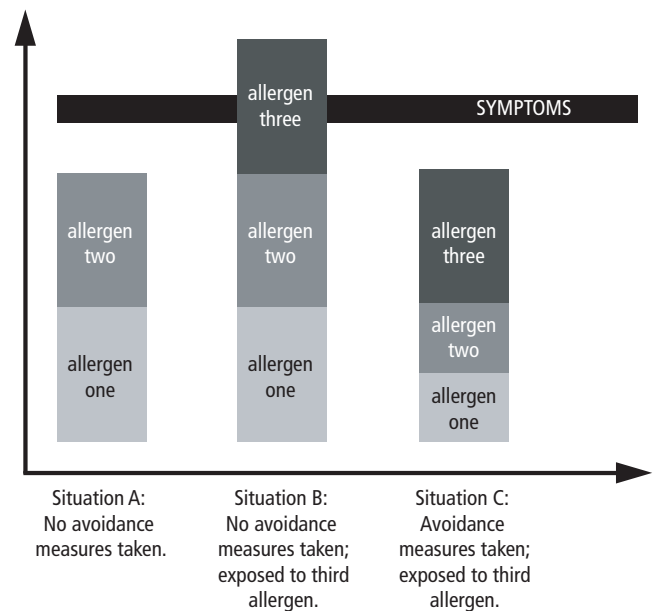 SYMPTOMS
allergen
two
allergen
one
allergen
three
allergen
two
allergen
one
allergen
three
allergen
two
allergen
one
Situation A:
No avoidance
measures taken.
Situation B:
No avoidance
measures taken;
exposed to third
allergen.
Situation C:
Avoidance
measures taken;
exposed to third
allergen.